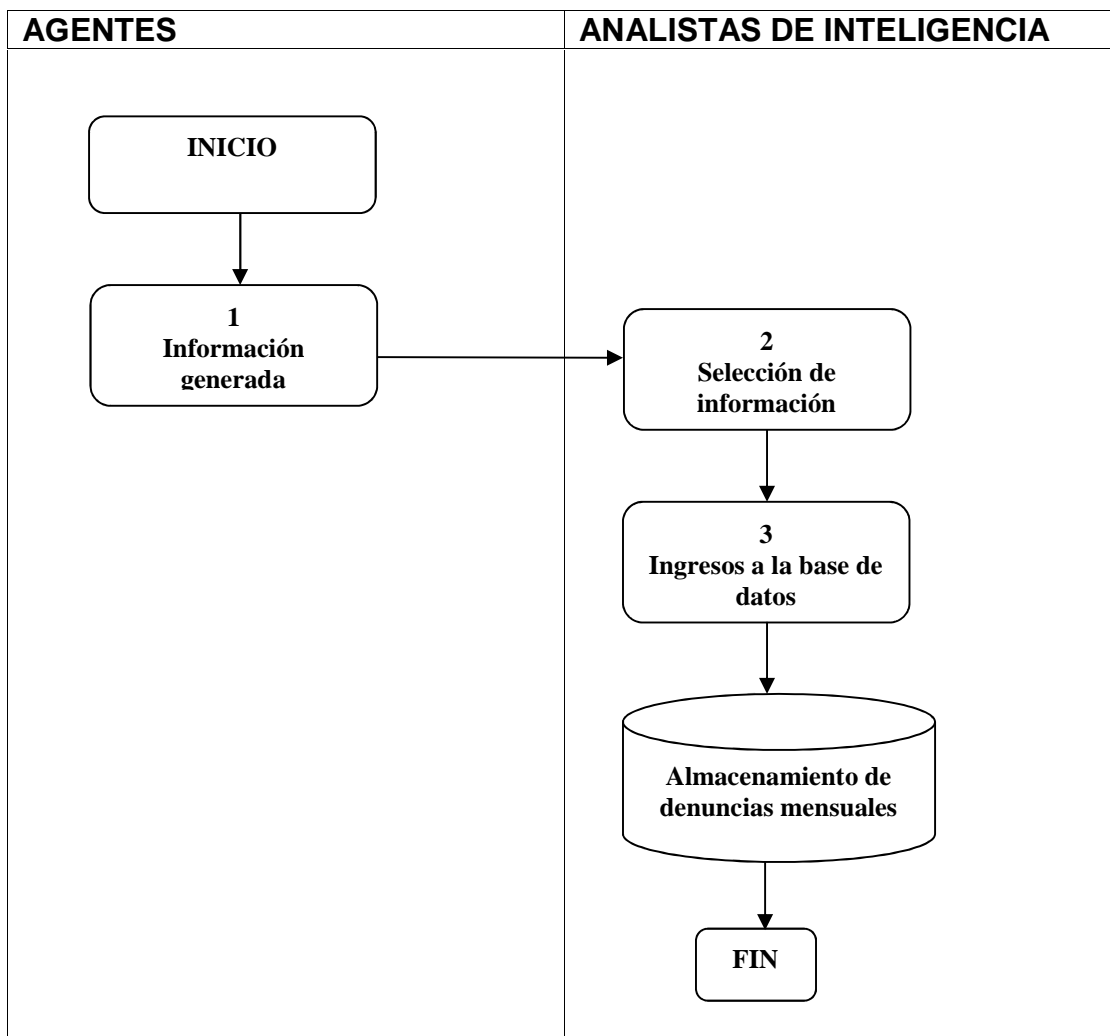 AGENTES
ANALISTAS DE INTELIGENCIA
INICIO
1
Información
generada
2
Selección de
información
3
Ingresos a la base de
datos
Almacenamiento de
denuncias mensuales
FIN